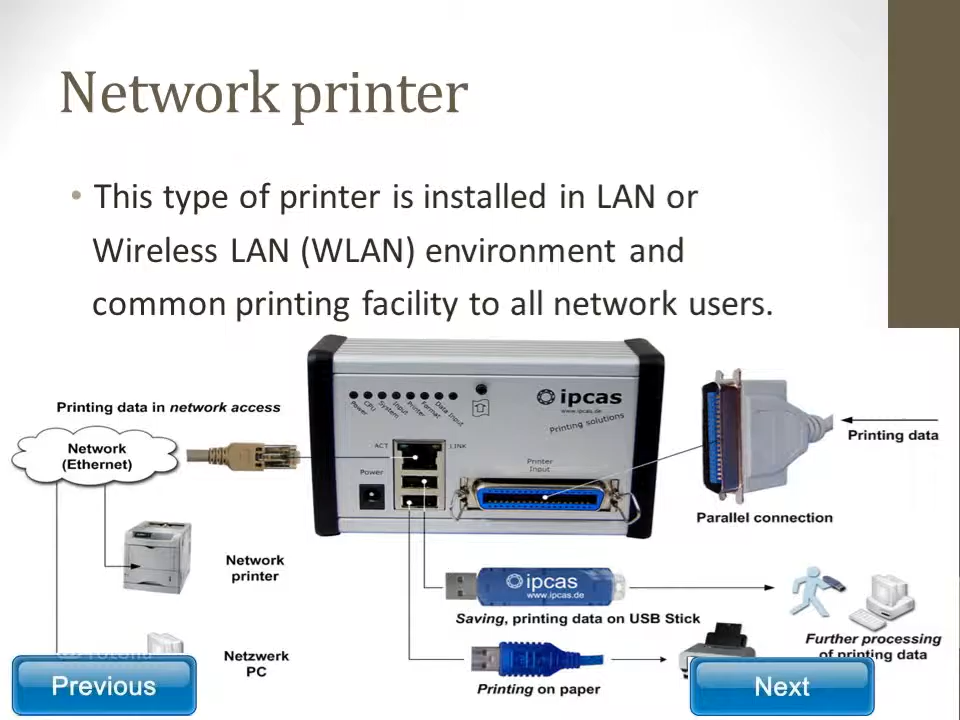 Network printer
• This type of printer is installed in LAN or
Wireless LAN (WLAN) environment and
common printing facility to all network users.
Printing data in network access
Network
(Ethernet)
Network
printer
Netzwerk
PC
Power
CPU
System
Input
Printer
Format
Data Input
ipcas
www.ipcas.de
Printing solutions
ACT
LINK
Power
Printer
Input
Printing data
Parallel connection
ipcas
www.ipcas.de
Saving, printing data on USB Stick
Further processing
of printing data
Printing on paper
Previous
Next